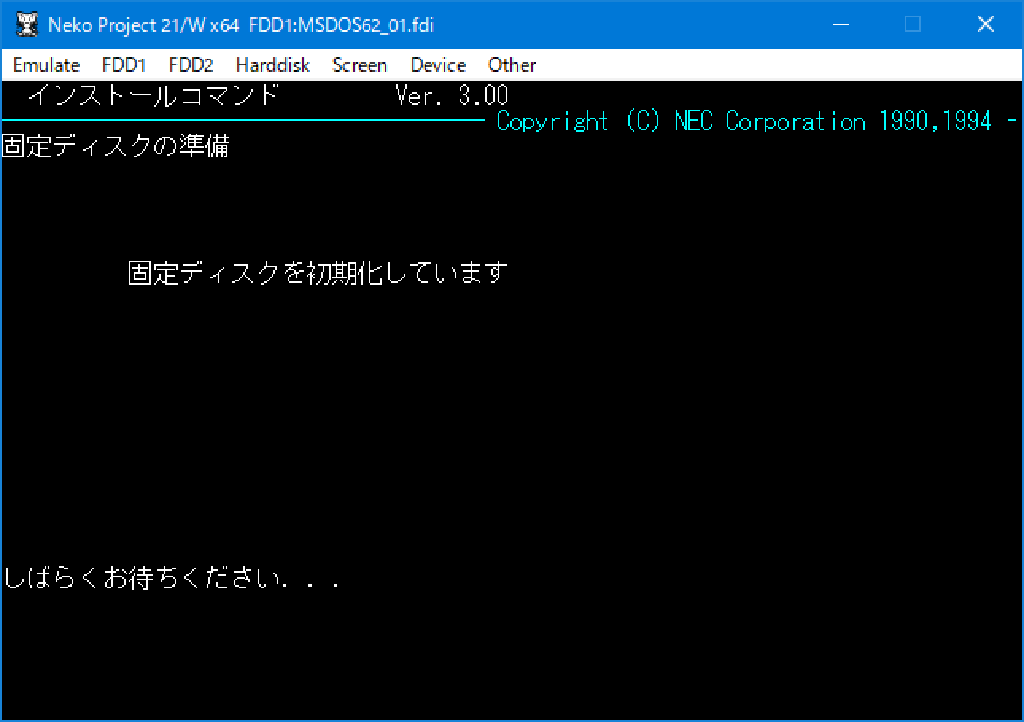 Neko Project 21/W x64 FDD1:MSDOS62_01.fdi
Emulate FDD1 FDD2 Harddisk Screen Device Other
インストールコマンド Ver. 3.00
Copyright (C) NEC Corporation 1990,1994
固定ディスクの準備
固定ディスクを初期化しています
しばらくお待ちください．．．